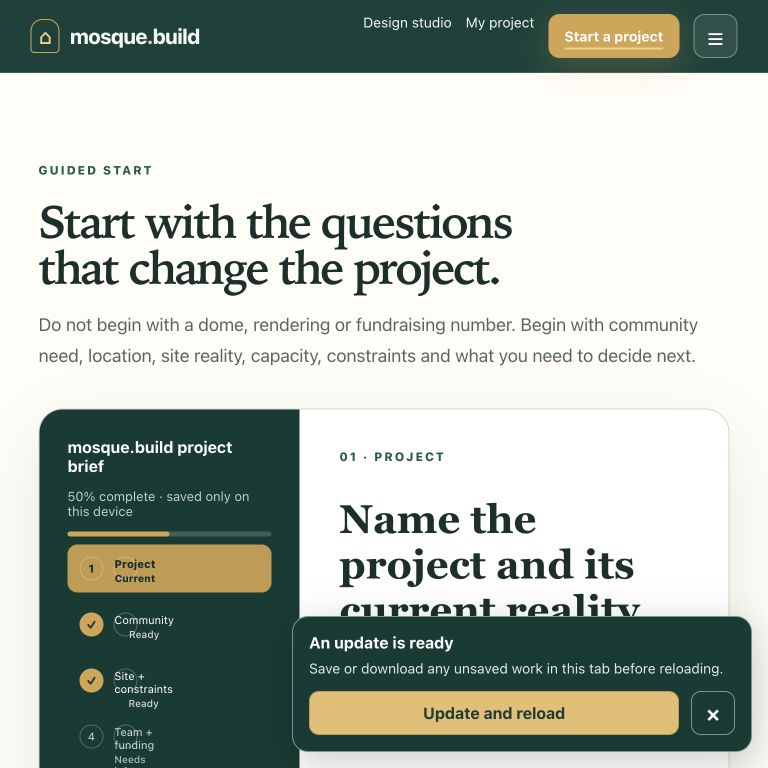 mosque.build
Design studio
My project
Start a project
GUIDED START
Start with the questions
that change the project.
Do not begin with a dome, rendering or fundraising number. Begin with community
need, location, site reality, capacity, constraints and what you need to decide next.
mosque.build project
brief
50% complete · saved only on
this device
1
Project
Current
Community
Ready
Site +
constraints
Ready
4
Team +
funding
Needs
01 · PROJECT
Name the
project and its
current reality.
An update is ready
Save or download any unsaved work in this tab before reloading.
Update and reload
×